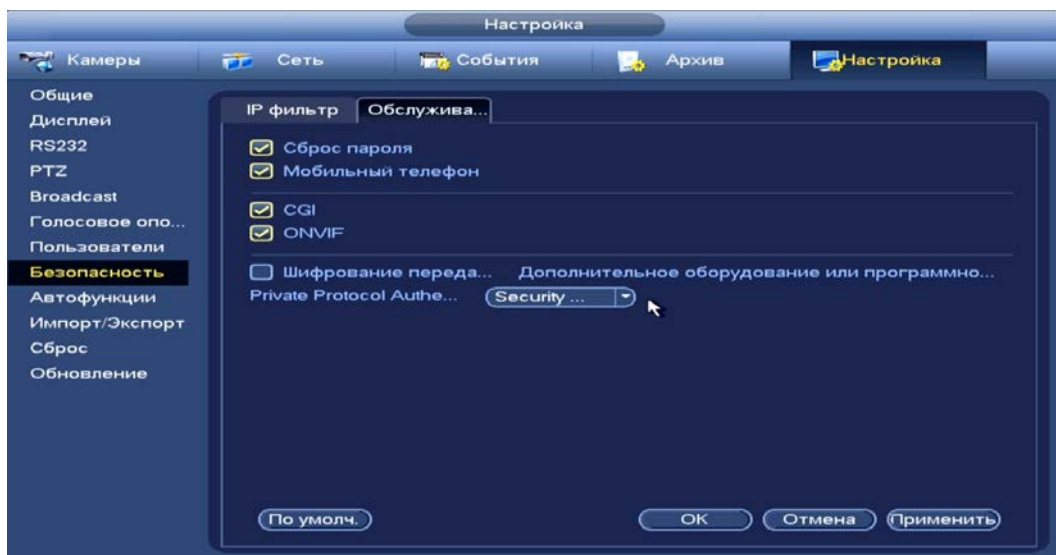 Настройка
Камеры Сеть События Архив Настройка
Общие
Дисплей
RS232
PTZ
Broadcast
Голосовое опо...
Пользователи
Безопасность
Автофункции
Импорт/Экспорт
Сброс
Обновление
IP фильтр Обслужива...
Сброс пароля
Мобильный телефон
CGI
ONVIF
Шифрование переда... Дополнительное оборудование или программно...
Private Protocol Authe... Security ...
По умолч. OK Отмена Применить